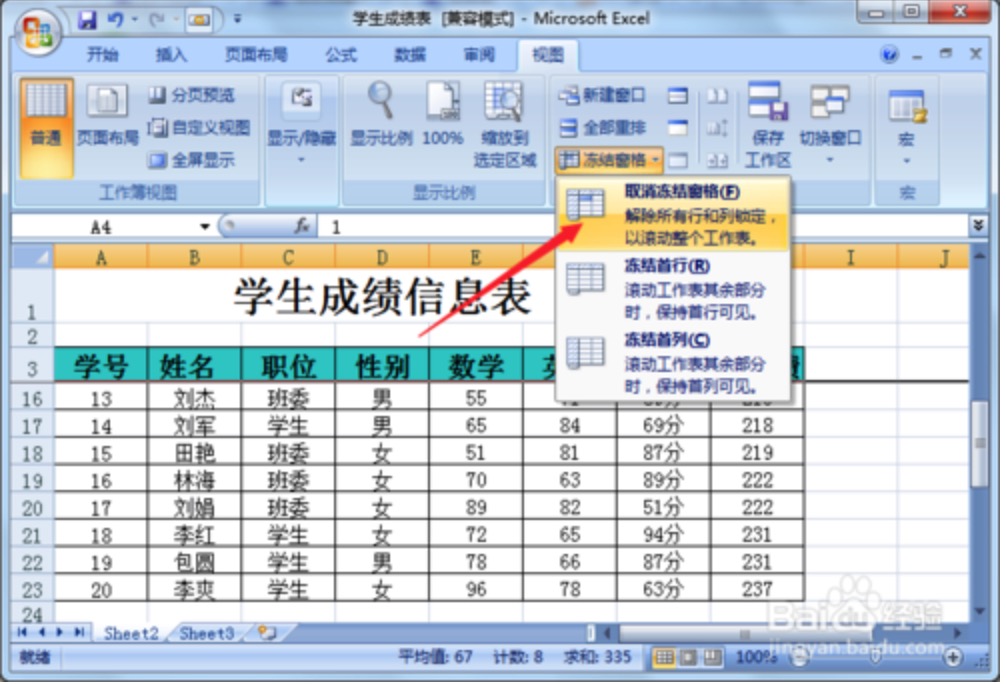 学生成绩表 [兼容模式] - Microsoft Excel
开始 插入 页面布局 公式 数据 审阅 视图
普通 页面布局 分页预览 自定义视图 全屏显示
工作簿视图
显示/隐藏
显示比例 100% 缩放到选定区域
显示比例
新建窗口 全部重排 冻结窗格
保存工作区 切换窗口
宏
宏
取消冻结窗格(F)
解除所有行和列锁定，
以滚动整个工作表。
冻结首行(R)
滚动工作表其余部分
时，保持首行可见。
冻结首列(C)
滚动工作表其余部分
时，保持首列可见。
A4 fx 1
A B C D E I J
1 学生成绩信息表
2
3 学号 姓名 职位 性别 数学
16 13 刘杰 班委 男 55
17 14 刘军 学生 男 65 84 69分 218
18 15 田艳 班委 女 51 81 87分 219
19 16 林海 班委 女 70 63 89分 222
20 17 刘娟 班委 女 89 82 51分 222
21 18 李红 学生 女 72 65 94分 231
22 19 包圆 学生 男 78 66 87分 231
23 20 李爽 学生 女 96 78 63分 237
24
Sheet2 Sheet3
就绪 平均值: 67 计数: 8 求和: 335 100%
Baidu经验
jingyan.baidu.com